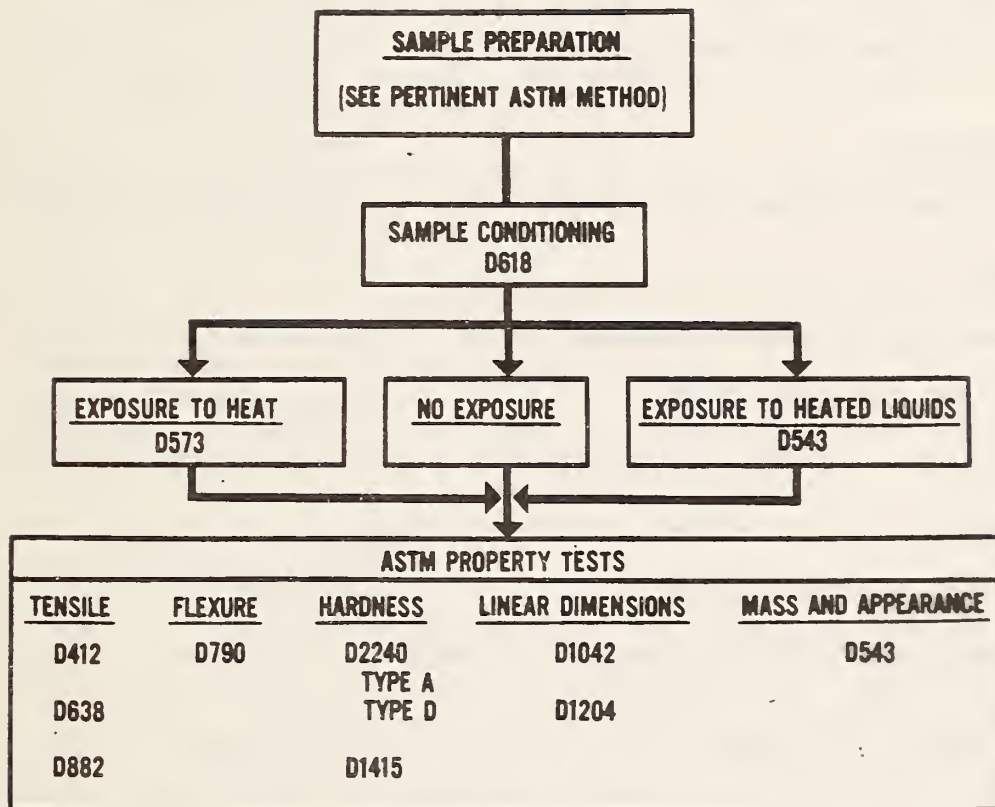 SAMPLE PREPARATION
(SEE PERTINENT ASTM METHOD)
SAMPLE CONDITIONING
D618
EXPOSURE TO HEAT
D573
NO EXPOSURE
EXPOSURE TO HEATED LIQUIDS
D543
ASTM PROPERTY TESTS
TENSILE FLEXURE HARDNESS LINEAR DIMENSIONS MASS AND APPEARANCE
D412 D790 D2240 D1042 D543
TYPE A
D638 TYPE D D1204
D882 D1415